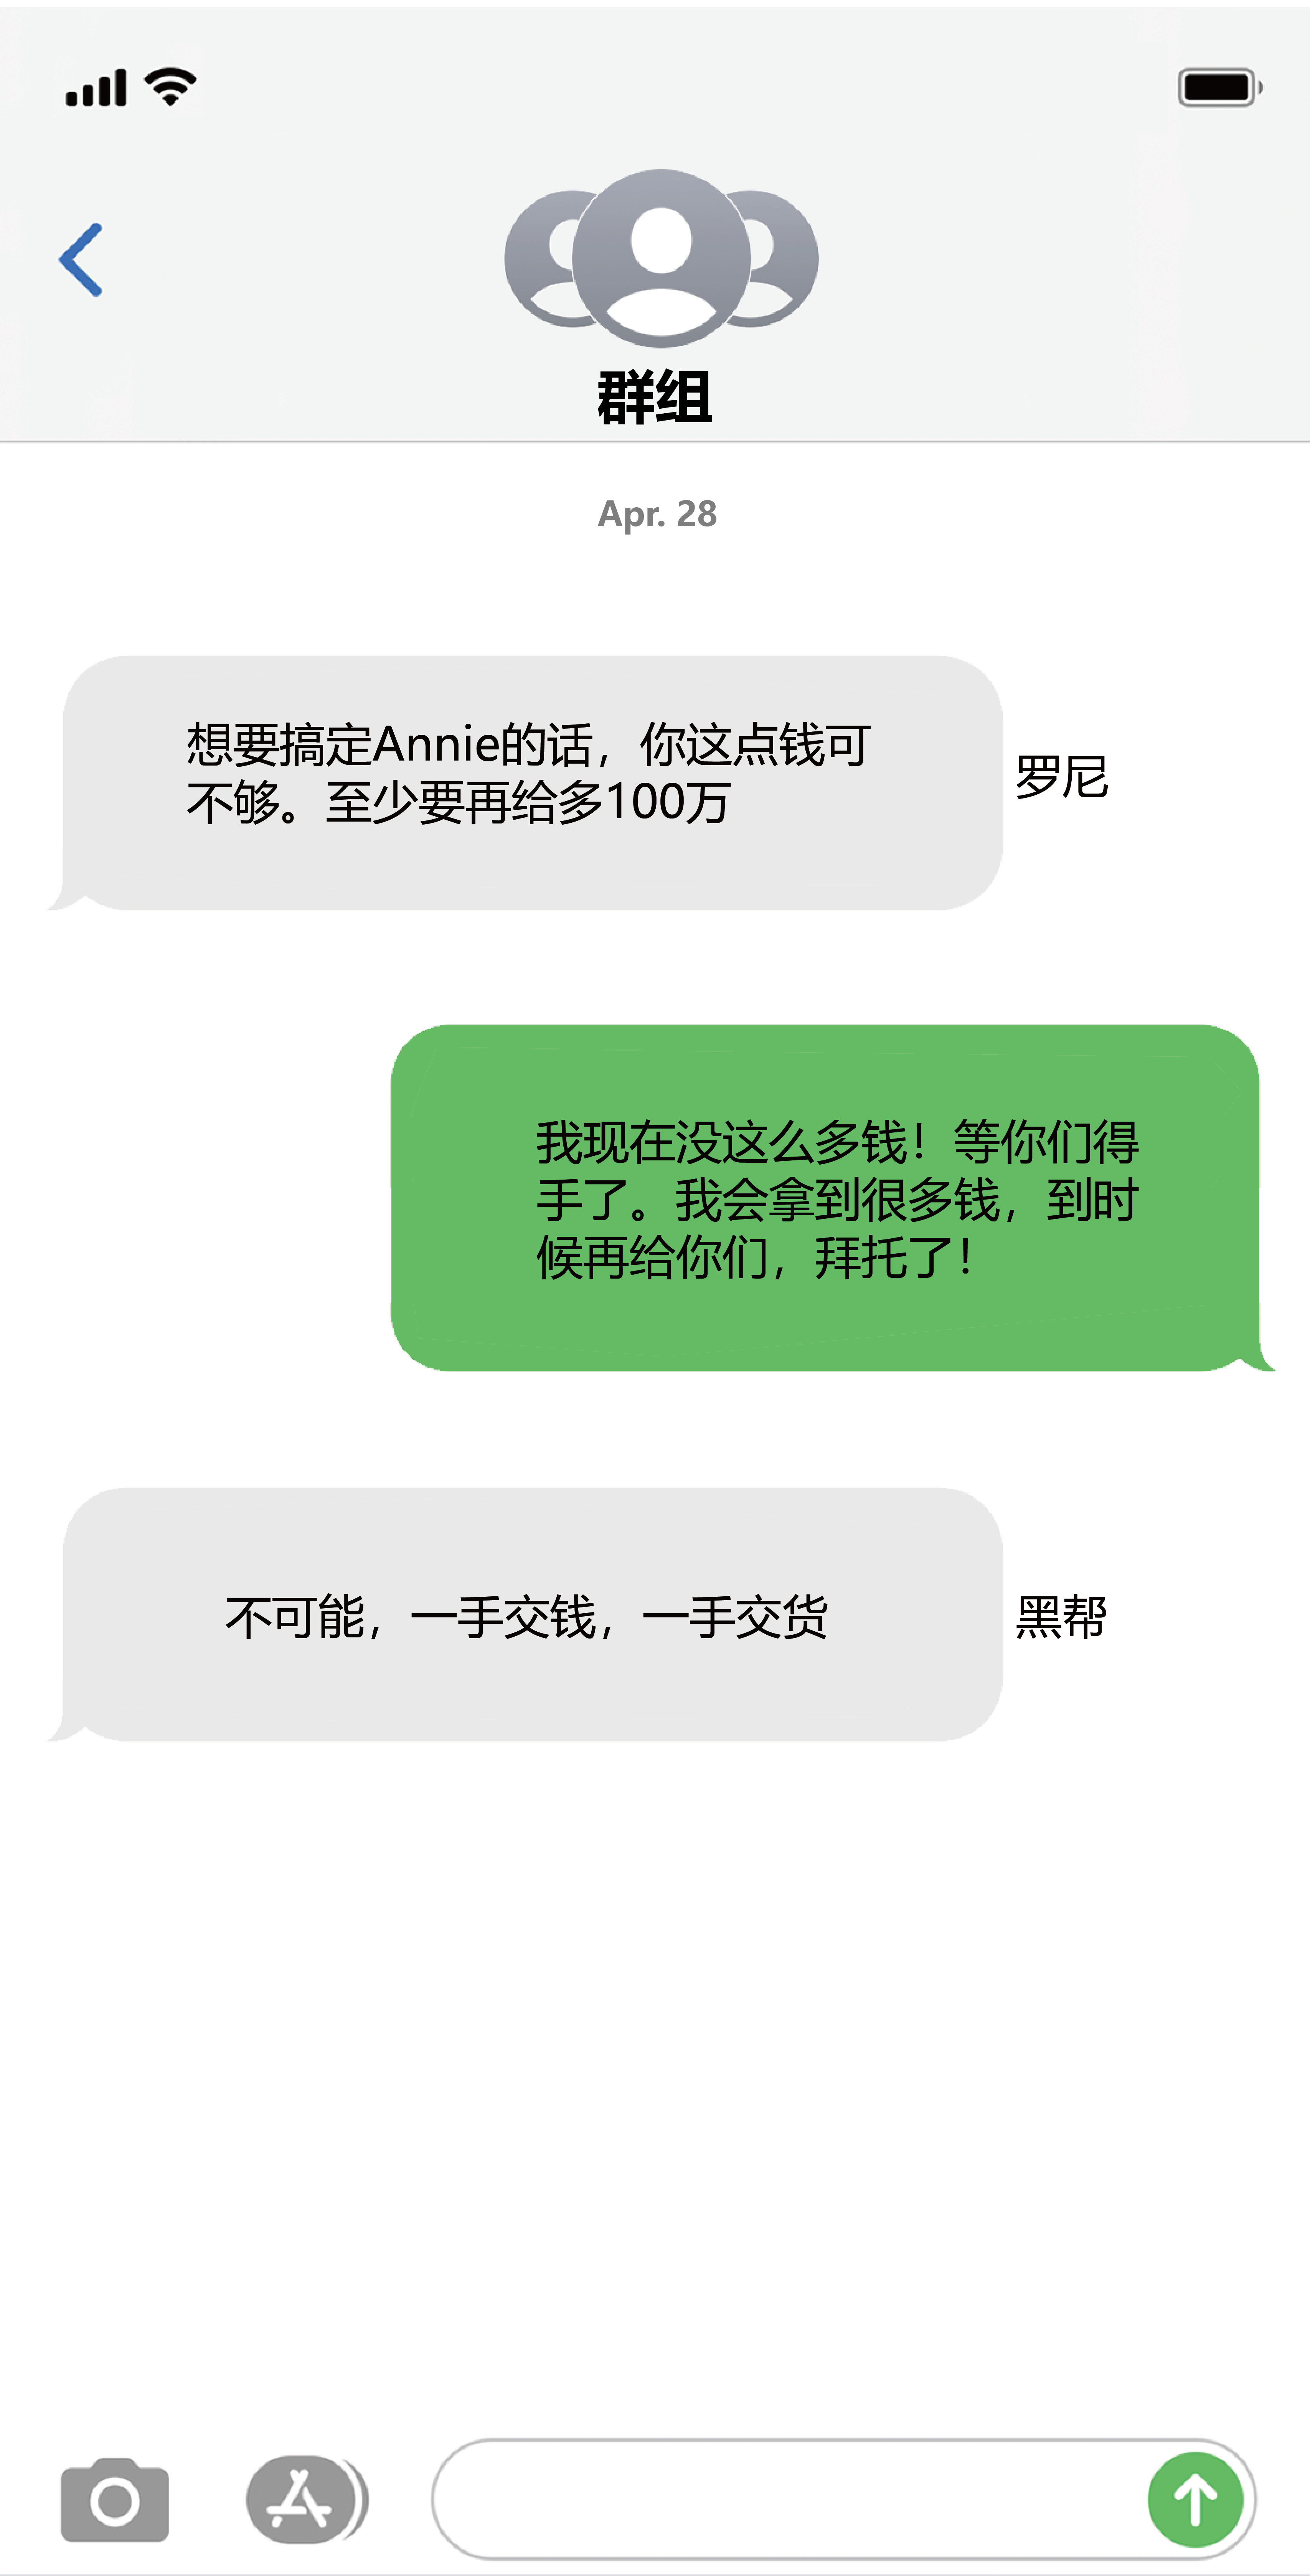 群组
Apr. 28
想要搞定Annie的话，你这点钱可
不够。至少要再给多100万
罗尼
我现在没这么多钱！等你们得
手了。我会拿到很多钱，到时
候再给你们，拜托了！
不可能，一手交钱，一手交货
黑帮